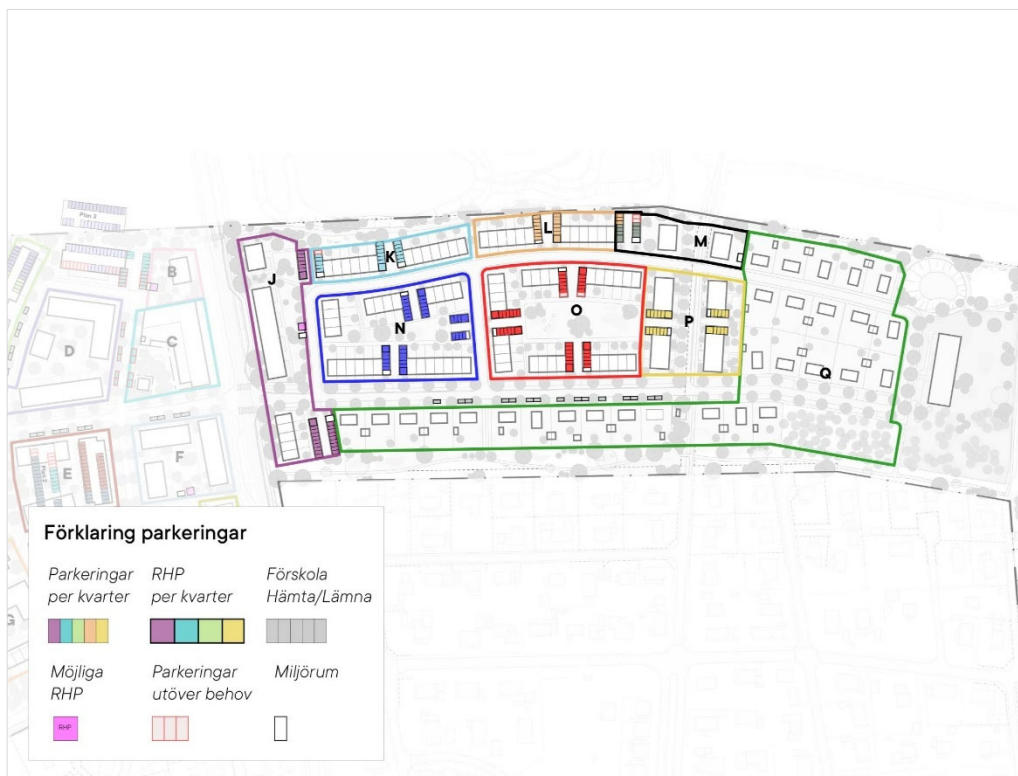 Plan 2
B
J
K
L
M
C
D
N
O
P
Q
E
F
G
Förklaring parkeringar
Parkeringar
per kvarter
RHP
per kvarter
Förskola
Hämta/Lämna
Möjliga
RHP
Parkeringar
utöver behov
Miljörum
RHP